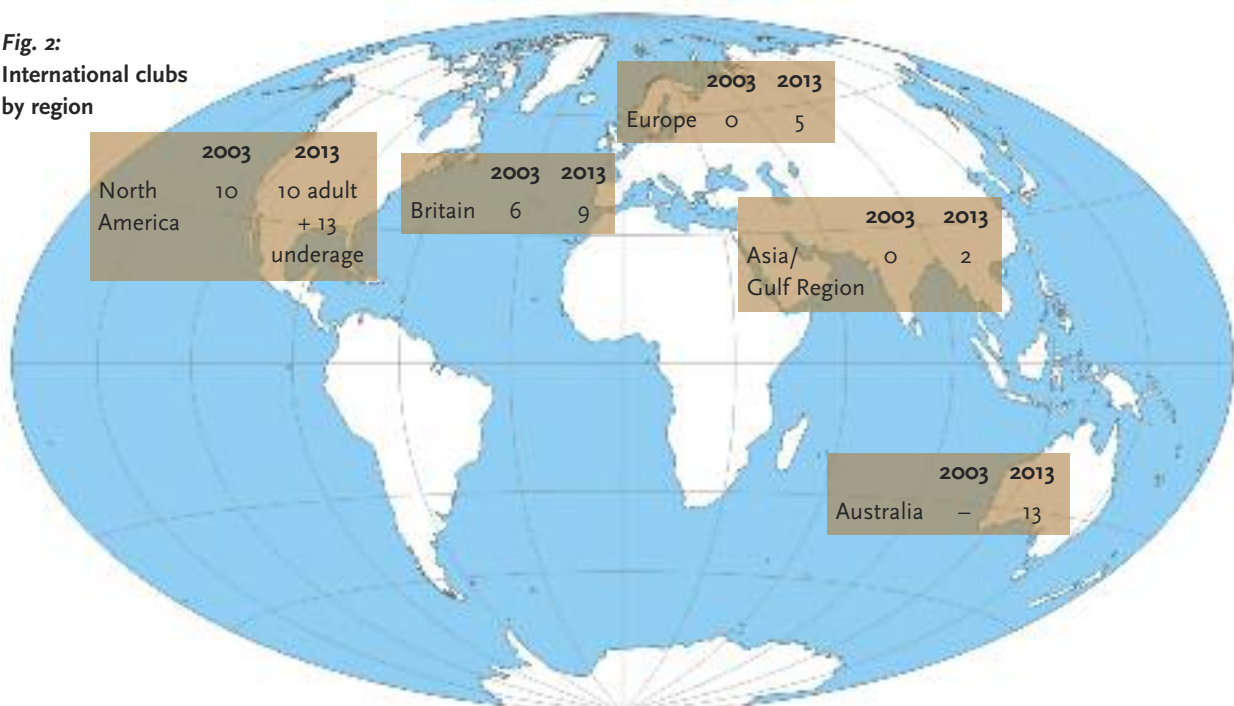 Fig. 2:
International clubs
by region
2003 2013
Europe 0 5
2003 2013
North 10 10 adult
America + 13
underage
2003 2013
Britain 6 9
2003 2013
Asia/ 0 2
Gulf Region
2003 2013
Australia – 13